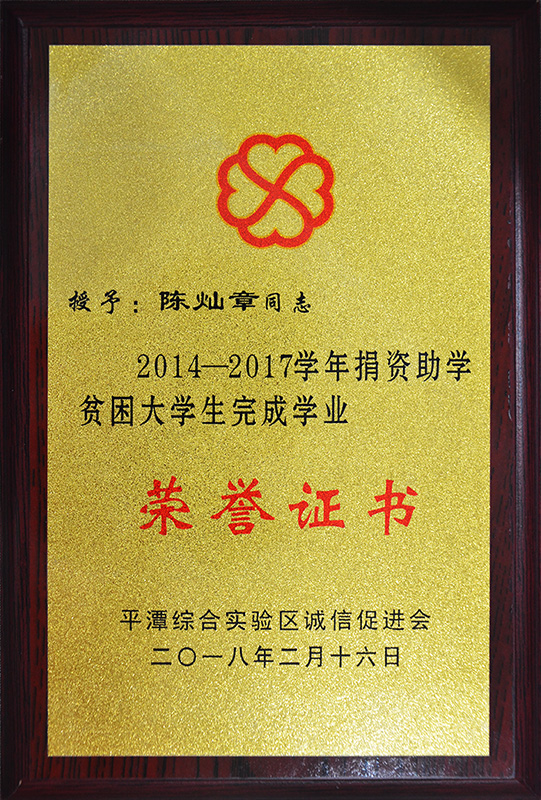 授予：陈灿章同志
2014—2017学年捐资助学
贫困大学生完成学业
荣誉证书
平潭综合实验区诚信促进会
二〇一八年二月十六日